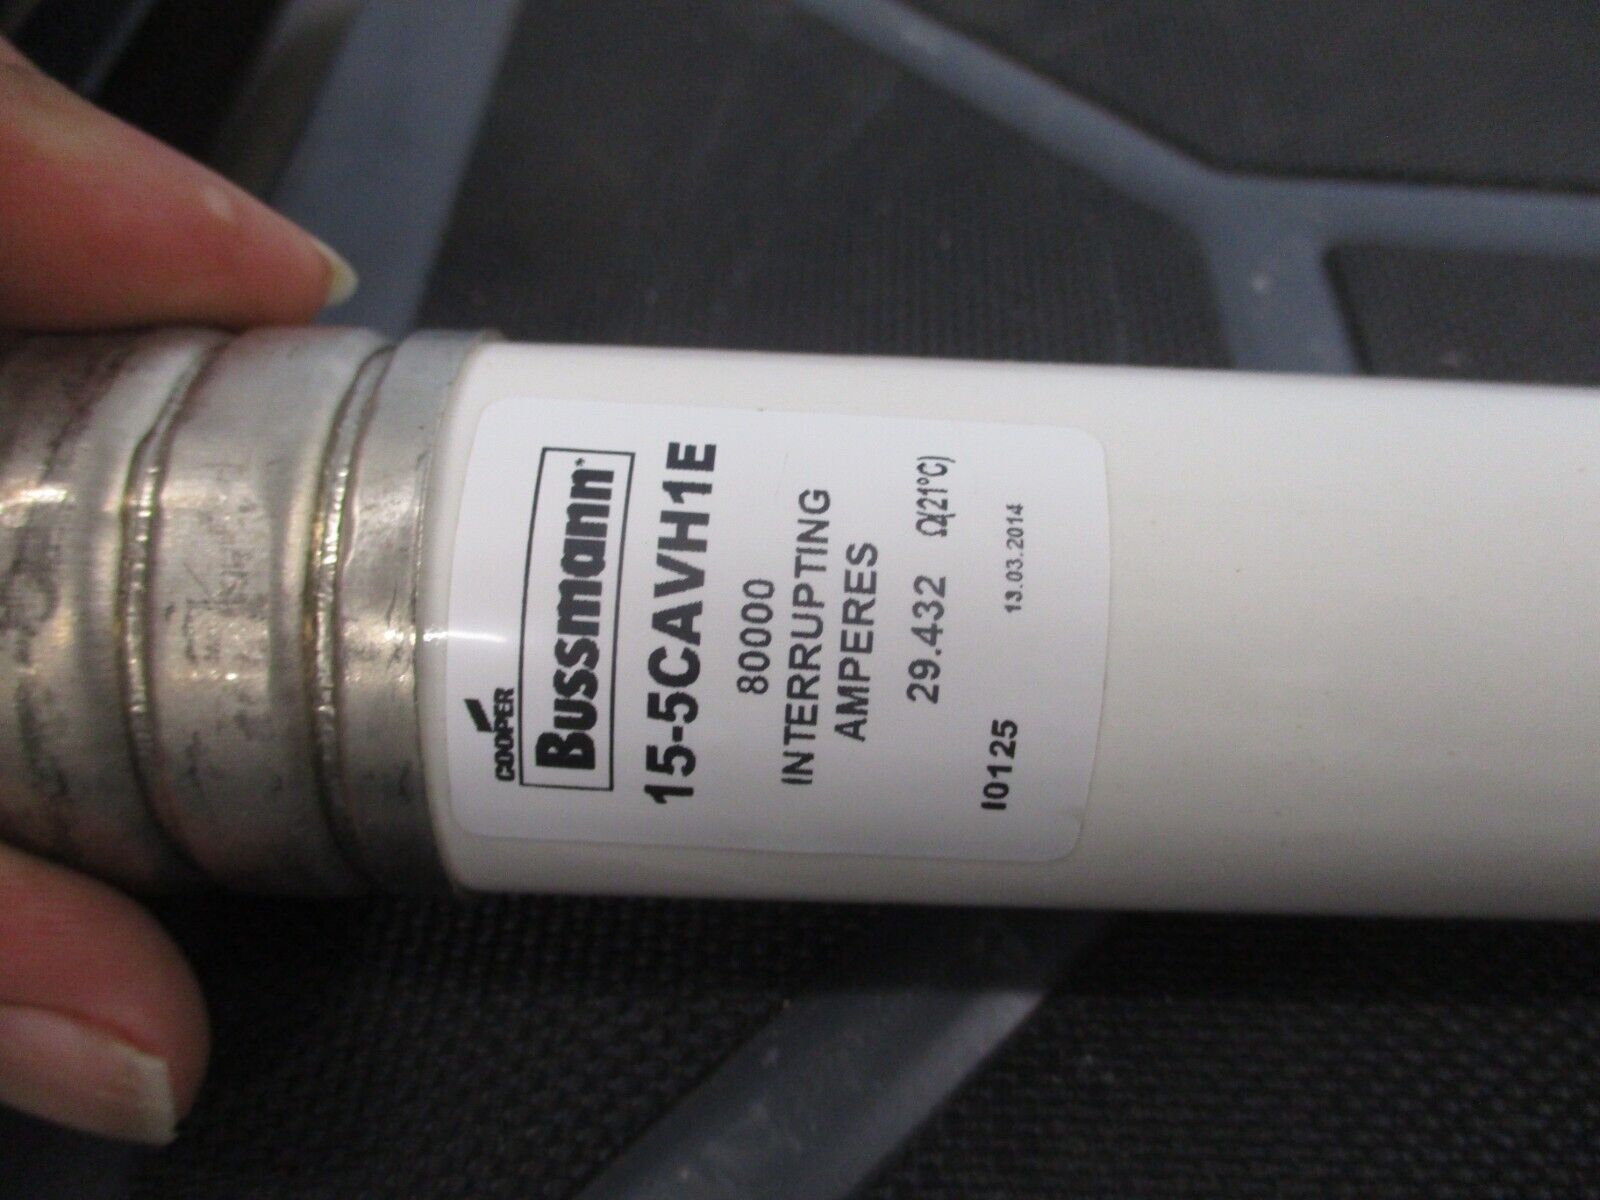 COOPER
Bussmann
15-5CAVH1E
80000
INTERRUPTING
AMPERES
29.432 Ω(21°C)
I0125 13.03.2014